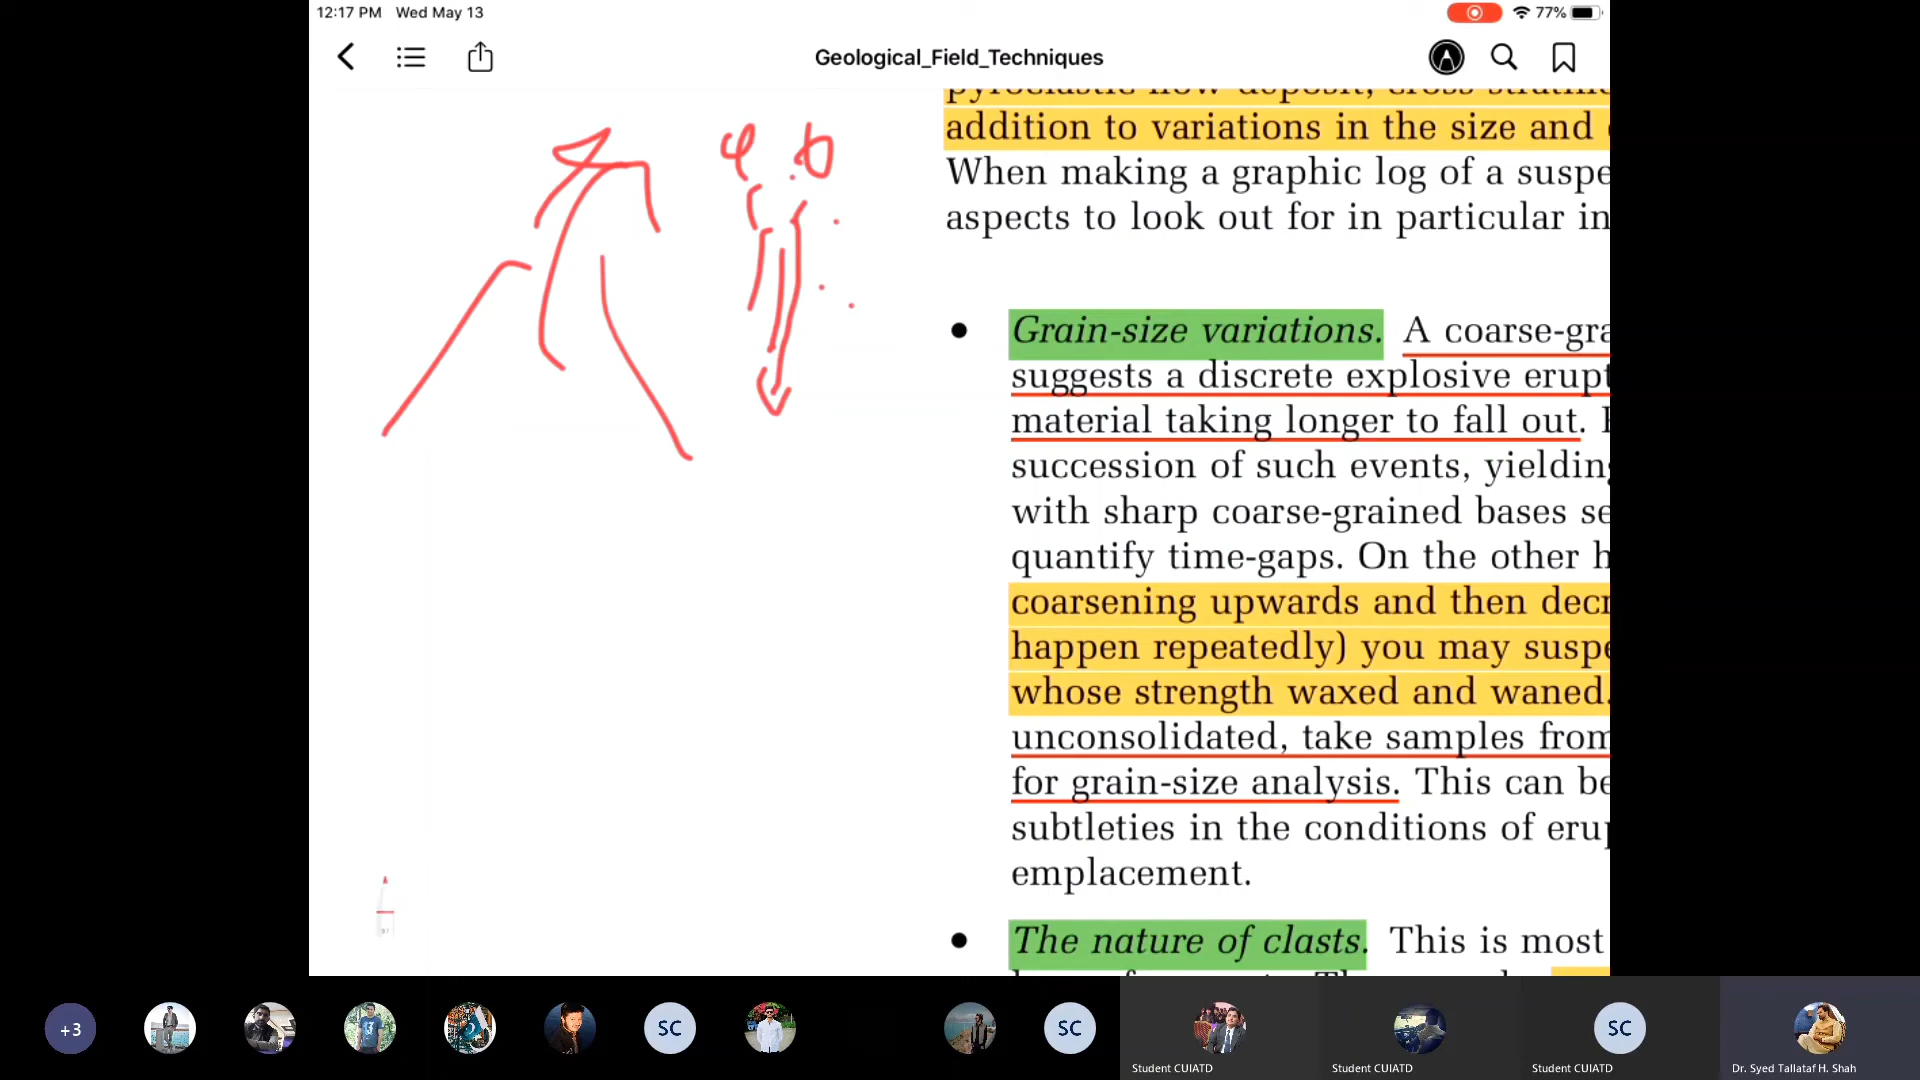 12:17 PM Wed May 13
77%
Geological_Field_Techniques
pyroclastic flow deposit, cross
addition to variations in the size and
When making a graphic log of a suspe
aspects to look out for in particular in
a b
• Grain-size variations. A coarse-gra
suggests a discrete explosive erupt
material taking longer to fall out.
succession of such events, yielding
with sharp coarse-grained bases se
quantify time-gaps. On the other h
coarsening upwards and then decr
happen repeatedly) you may suspe
whose strength waxed and waned.
unconsolidated, take samples from
for grain-size analysis. This can be
subtleties in the conditions of erup
emplacement.
• The nature of clasts. This is most
97
+3
SC
SC
SC
Student CUIATD
Student CUIATD
Student CUIATD
Dr. Syed Tallataf H. Shah